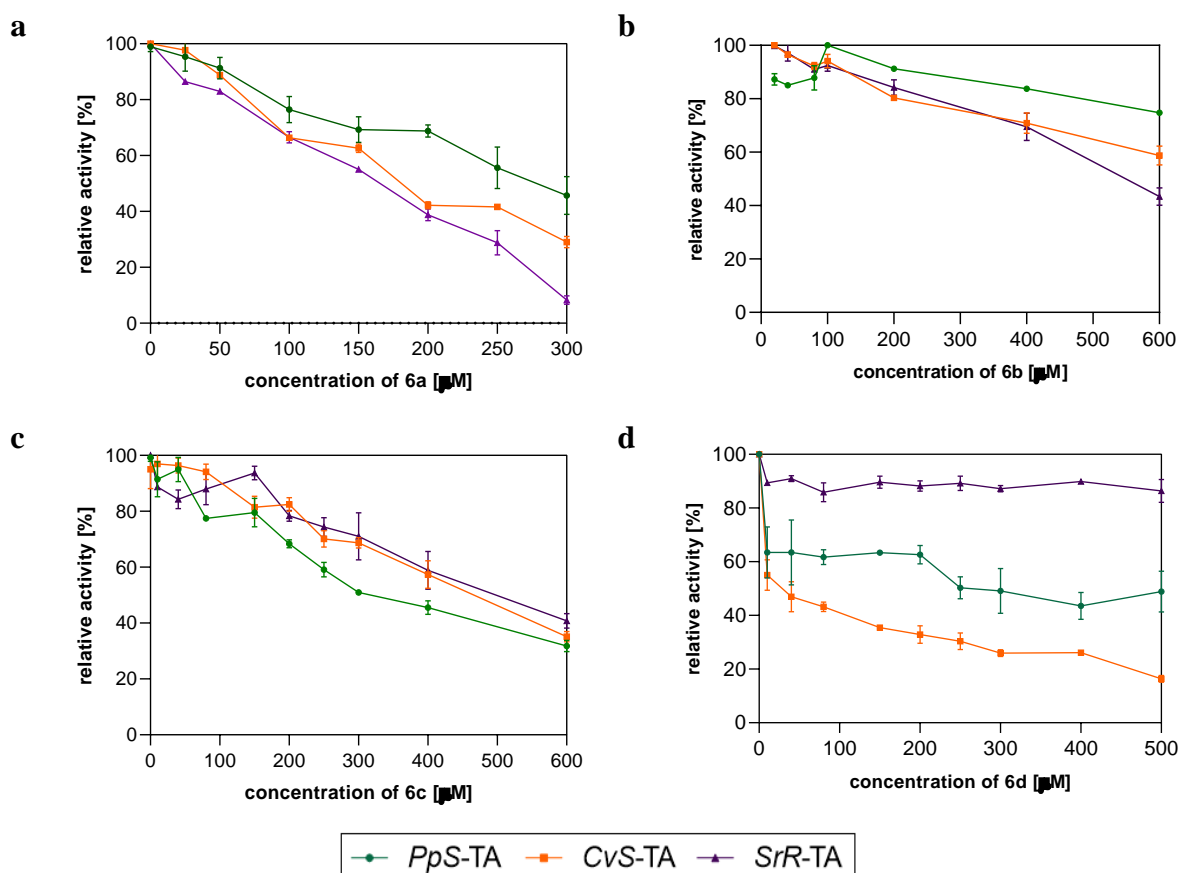 a
relative activity [%]
100
80
60
40
20
0
0 50 100 150 200 250 300
concentration of 6a [µM]
b
relative activity [%]
100
80
60
40
20
0
0 100 200 300 400 500 600
concentration of 6b [µM]
c
relative activity [%]
100
80
60
40
20
0
0 100 200 300 400 500 600
concentration of 6c [µM]
d
relative activity [%]
100
80
60
40
20
0
0 100 200 300 400 500
concentration of 6d [µM]
PpS-TA CvS-TA SrR-TA